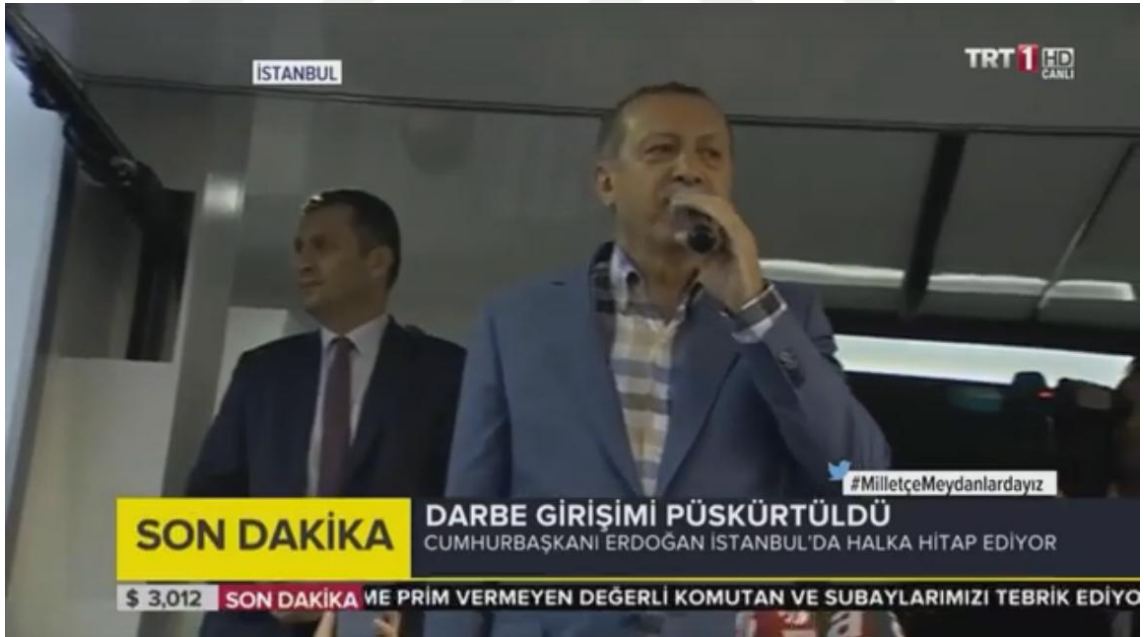 İSTANBUL
TRT 1 HD
CANLI
#MilletçeMeydanlardayız
SON DAKİKA
DARBE GİRİŞİMİ PÜSKÜRTÜLDÜ
CUMHURBAŞKANI ERDOĞAN İSTANBUL'DA HALKA HİTAP EDİYOR
$ 3,012 SON DAKİKA ME PRİM VERMEYEN DEĞERLİ KOMUTAN VE SUBAYLARIMIZI TEBRİK EDİYO